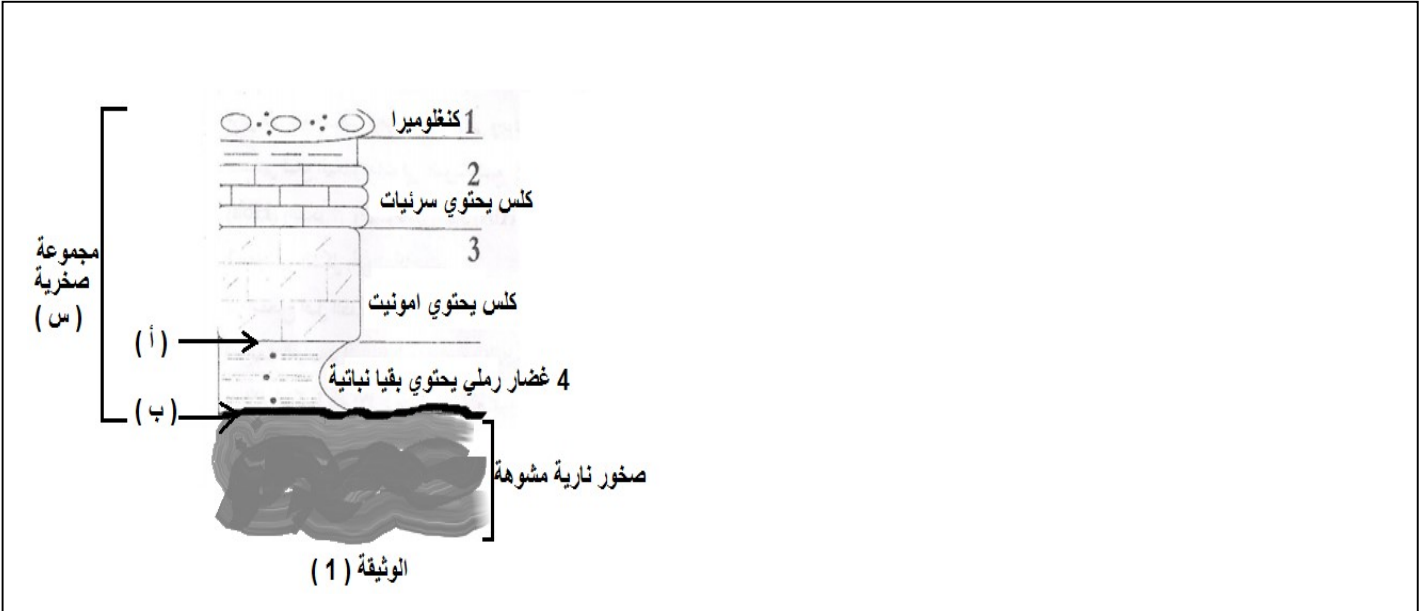 1 كنغلوميرا
2
كلس يحتوي سرئيات
3
كلس يحتوي امونيت
4 غضار رملي يحتوي بقيا نباتية
مجموعة
صخرية
( س )
( أ )
( ب )
صخور نارية مشوهة
الوثيقة ( 1 )